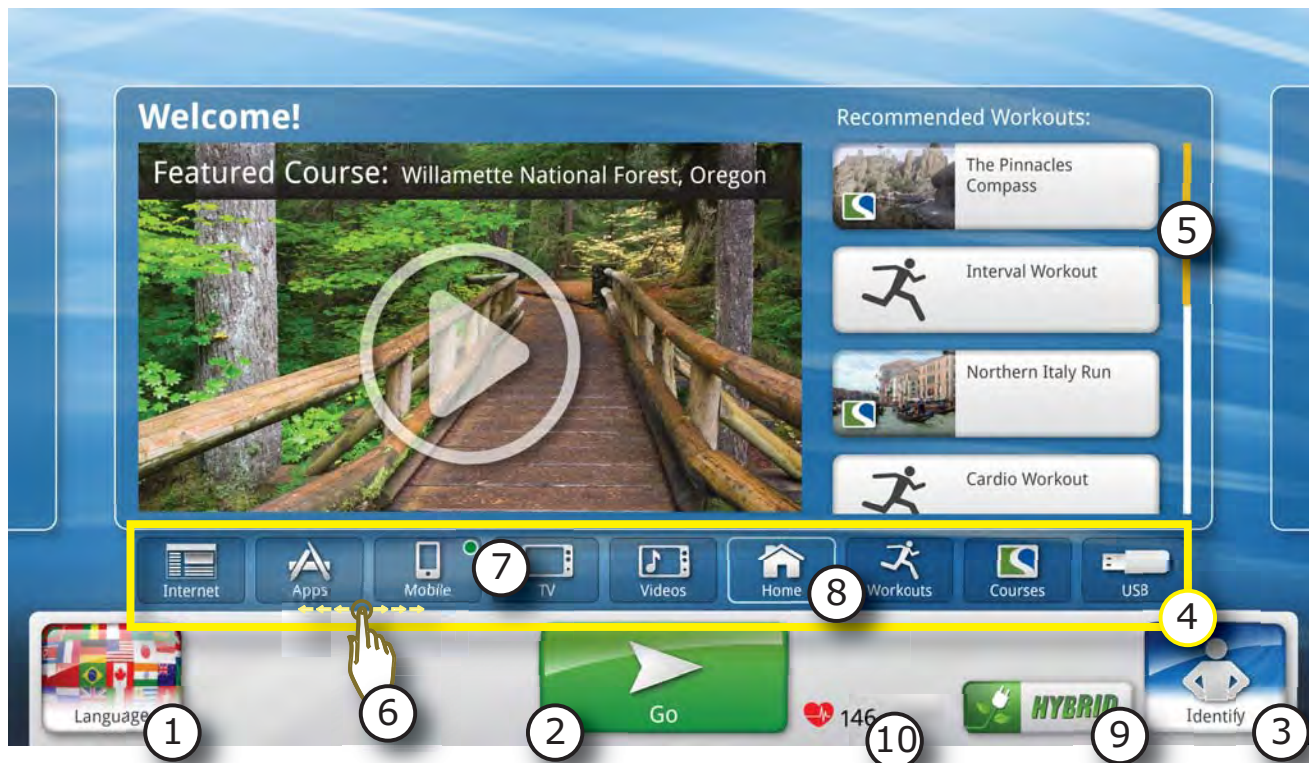 Welcome!
Featured Course: Willamette National Forest, Oregon
Recommended Workouts:
The Pinnacles
Compass
5
Interval Workout
Northern Italy Run
Cardio Workout
Internet
Apps
Mobile
7
TV
Videos
Home
8
Workouts
Courses
USB
4
Language
1
6
Go
2
146
10
HYBRID
9
Identify
3